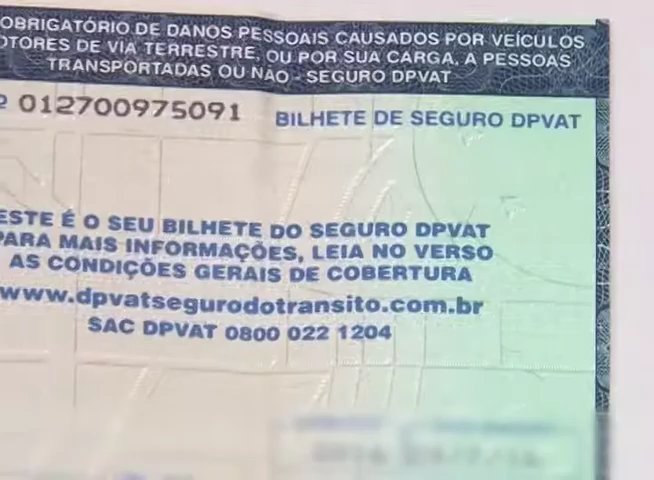 OBRIGATÓRIO DE DANOS PESSOAIS CAUSADOS POR VEÍCULOS
OTORES DE VIA TERRESTRE, OU POR SUA CARGA, A PESSOAS
TRANSPORTADAS OU NÃO - SEGURO DPVAT
012700975091 BILHETE DE SEGURO DPVAT
ESTE É O SEU BILHETE DO SEGURO DPVAT
PARA MAIS INFORMAÇÕES, LEIA NO VERSO
AS CONDIÇÕES GERAIS DE COBERTURA
www.dpvatsegurodotransito.com.br
SAC DPVAT 0800 022 1204